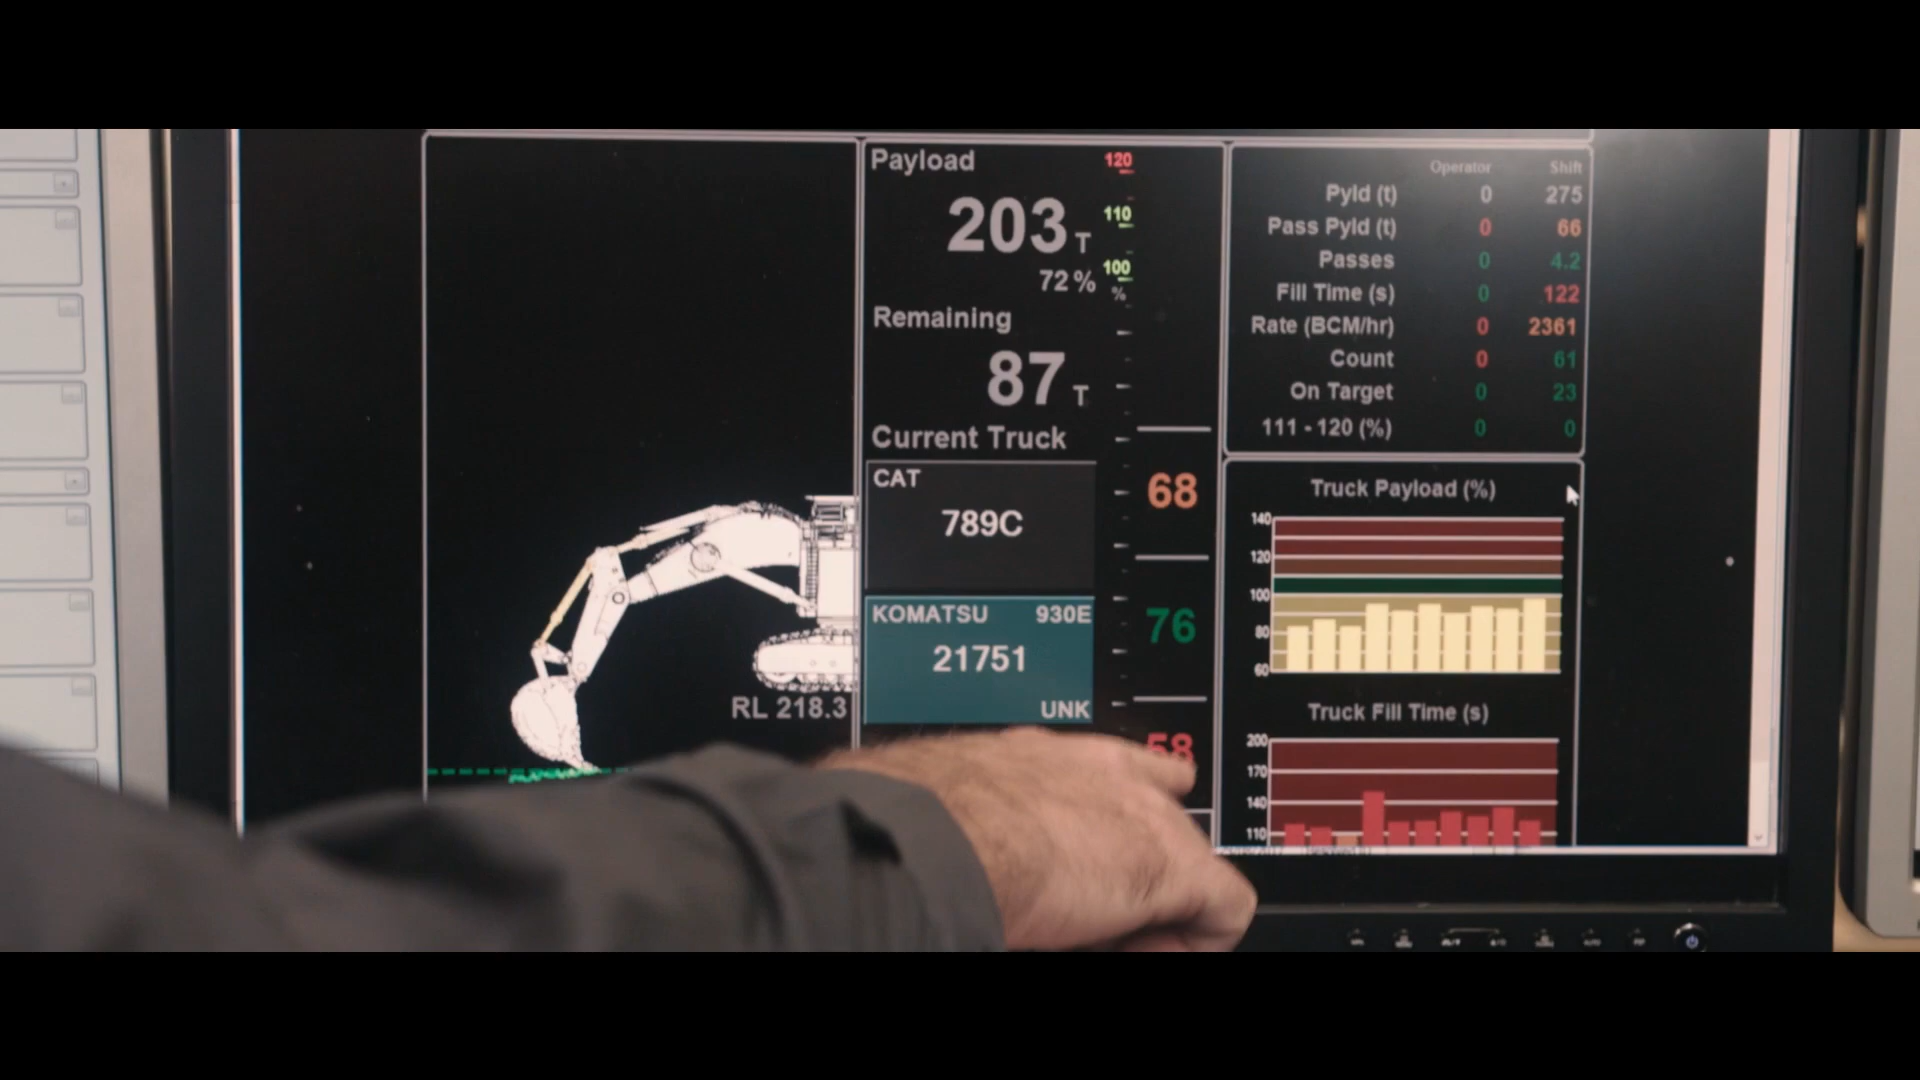 Payload
120
203 T
110
72 %
100
%
Remaining
87 T
Current Truck
CAT
789C
68
KOMATSU 930E
21751
UNK
76
58
RL 218.3
Operator Shift
Pyld (t) 0 275
Pass Pyld (t) 0 66
Passes 0 4.2
Fill Time (s) 0 122
Rate (BCM/hr) 0 2361
Count 0 61
On Target 0 23
111 - 120 (%) 0 0
Truck Payload (%)
140
120
100
80
60
Truck Fill Time (s)
200
170
140
110